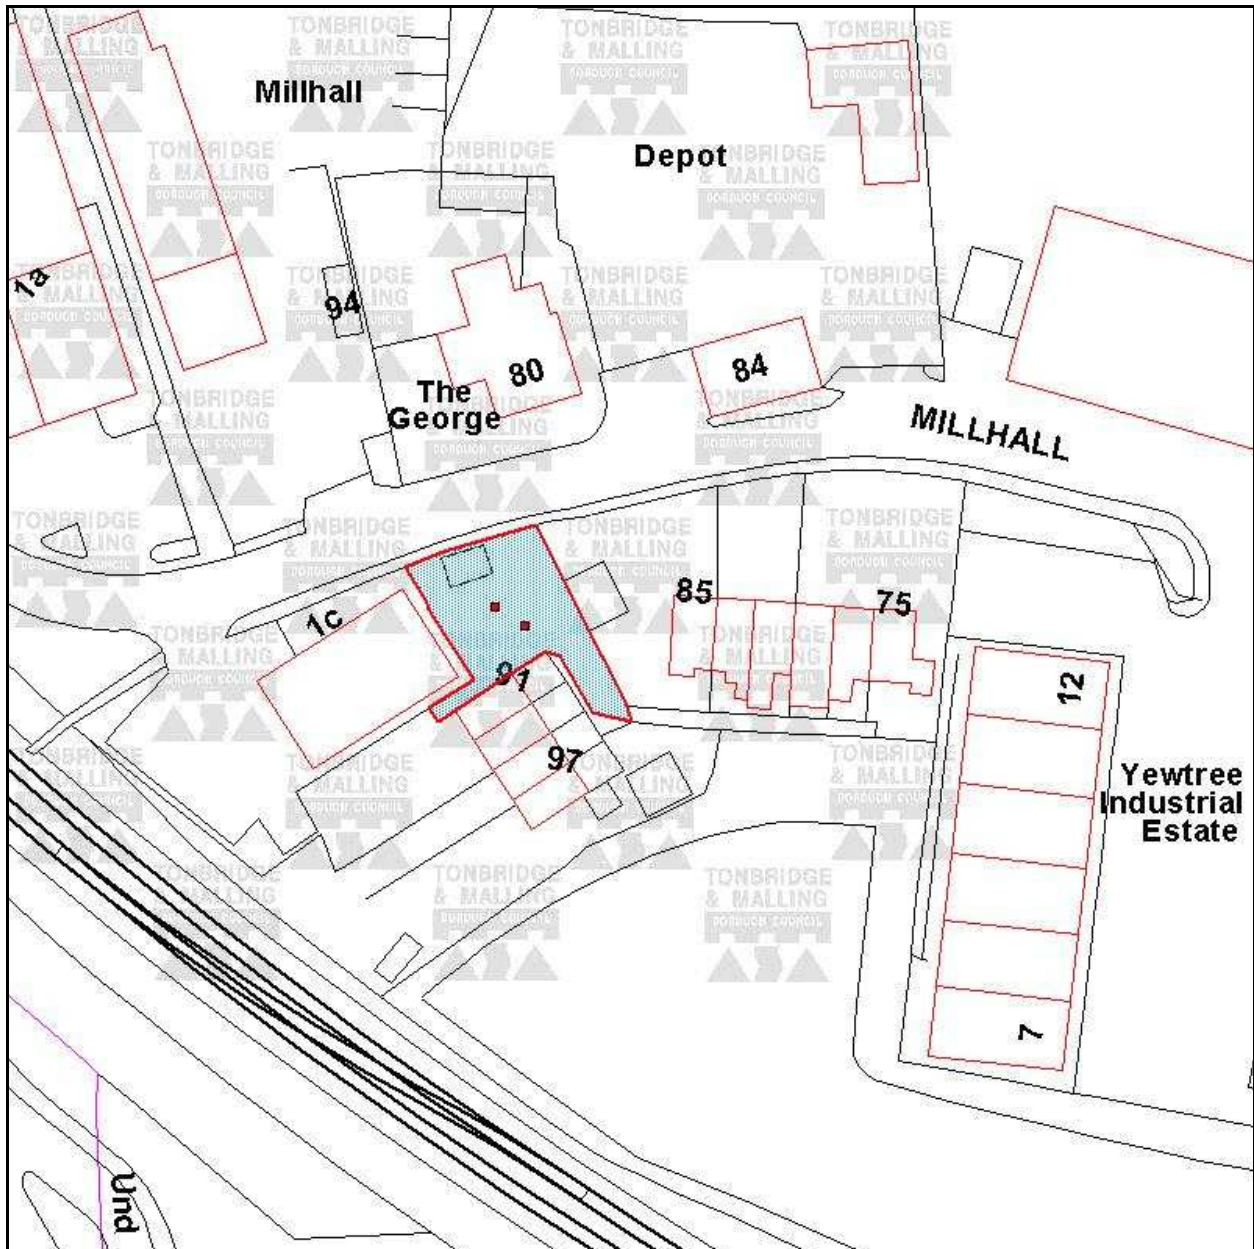 TONBRIDGE
& MALLING
BOROUGH COUNCIL
Millhall
Depot
1a
94
The
George
80
84
MILLHALL
1c
91
85
75
97
12
Yewtree
Industrial
Estate
7
Und